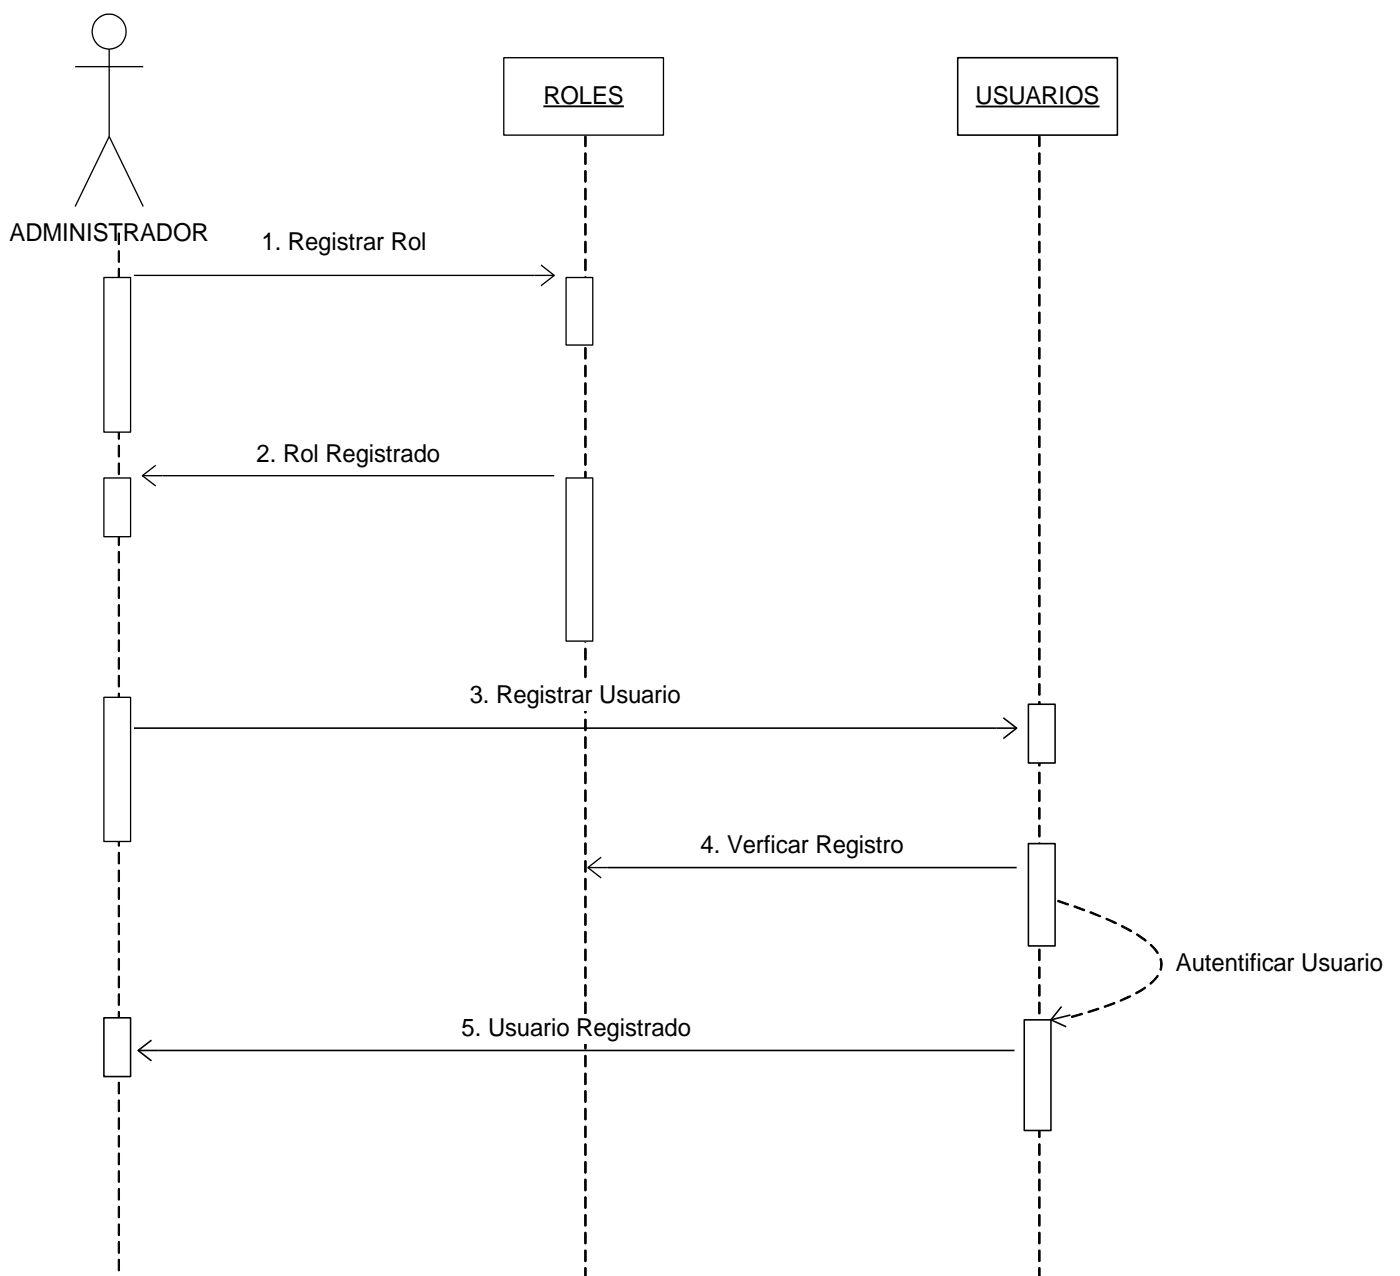 ROLES
USUARIOS
ADMINISTRADOR
1. Registrar Rol
2. Rol Registrado
3. Registrar Usuario
4. Verficar Registro
Autentificar Usuario
5. Usuario Registrado